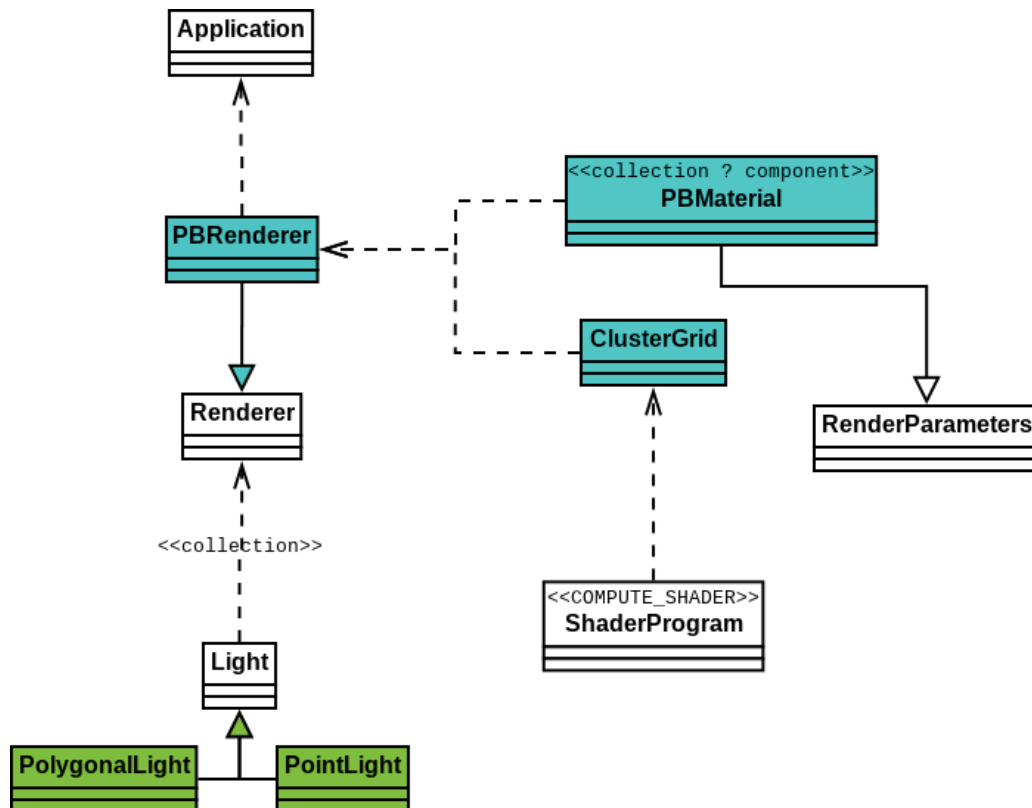 Application
<<collection ? component>>
PBMaterial
PBRenderer
ClusterGrid
Renderer
RenderParameters
<<collection>>
<<COMPUTE_SHADER>>
ShaderProgram
Light
PolygonalLight
PointLight